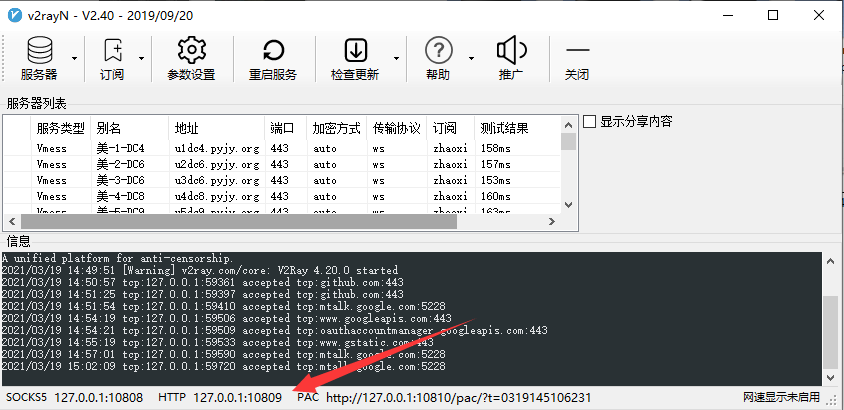 v2rayN - V2.40 - 2019/09/20
服务器 订阅 参数设置 重启服务 检查更新 帮助 推广 关闭
服务器列表
服务类型 别名 地址 端口 加密方式 传输协议 订阅 测试结果
显示分享内容
Vmess 美-1-DC4 u1dc4.pyjy.org 443 auto ws zhaoxi 158ms
Vmess 美-2-DC6 u2dc6.pyjy.org 443 auto ws zhaoxi 157ms
Vmess 美-3-DC6 u3dc6.pyjy.org 443 auto ws zhaoxi 153ms
Vmess 美-4-DC8 u4dc8.pyjy.org 443 auto ws zhaoxi 160ms
Vmess 美-5-DC9 u5dc9.pyjy.org 443 auto ws zhaoxi 163ms
信息
A unified platform for anti-censorship.
2021/03/19 14:49:51 [Warning] v2ray.com/core: V2Ray 4.20.0 started
2021/03/19 14:50:57 tcp:127.0.0.1:59361 accepted tcp:github.com:443
2021/03/19 14:51:25 tcp:127.0.0.1:59397 accepted tcp:github.com:443
2021/03/19 14:51:54 tcp:127.0.0.1:59410 accepted tcp:mtalk.google.com:5228
2021/03/19 14:54:19 tcp:127.0.0.1:59506 accepted tcp:www.googleapis.com:443
2021/03/19 14:54:21 tcp:127.0.0.1:59509 accepted tcp:oauthaccountmanager.googleapis.com:443
2021/03/19 14:55:19 tcp:127.0.0.1:59533 accepted tcp:www.gstatic.com:443
2021/03/19 14:57:01 tcp:127.0.0.1:59590 accepted tcp:mtalk.google.com:5228
2021/03/19 15:02:09 tcp:127.0.0.1:59720 accepted tcp:mtalk.google.com:5228
SOCKS5 127.0.0.1:10808 HTTP 127.0.0.1:10809 PAC http://127.0.0.1:10810/pac/?t=0319145106231 网速显示未启用